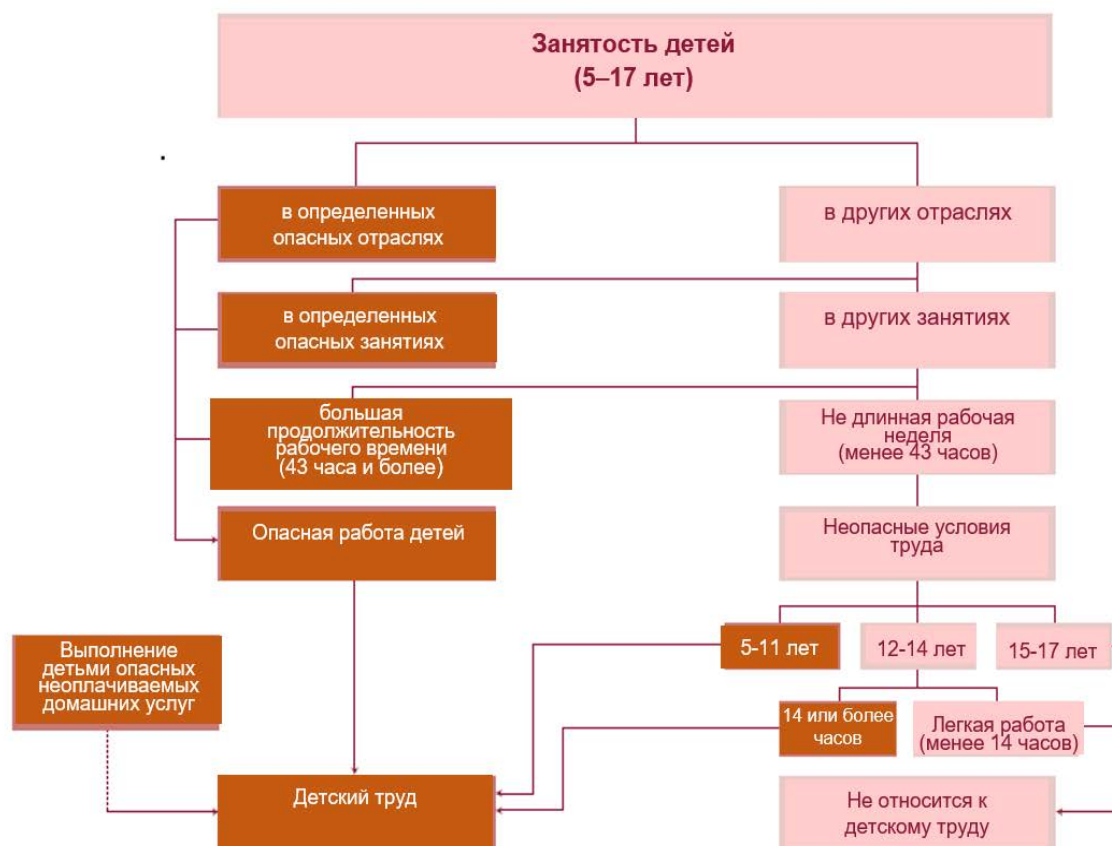 Занятость детей
(5–17 лет)
в определенных
опасных отраслях
в других отраслях
в определенных
опасных занятиях
в других занятиях
большая
продолжительность
рабочего времени
(43 часа и более)
Не длинная рабочая
неделя
(менее 43 часов)
Опасная работа детей
Неопасные условия
труда
Выполнение
детьми опасных
неоплачиваемых
домашних услуг
5-11 лет
12-14 лет
15-17 лет
14 или более
часов
Легкая работа
(менее 14 часов)
Детский труд
Не относится к
детскому труду